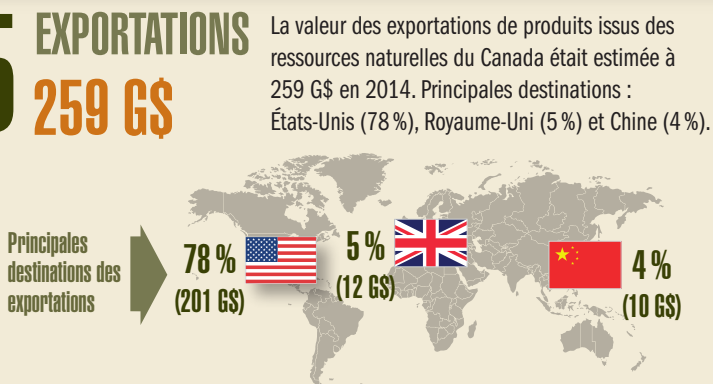 5
EXPORTATIONS
259 G$
La valeur des exportations de produits issus des
ressources naturelles du Canada était estimée à
259 G$ en 2014. Principales destinations :
États-Unis (78 %), Royaume-Uni (5 %) et Chine (4 %).
Principales
destinations des
exportations
78 %
(201 G$)
5 %
(12 G$)
4 %
(10 G$)